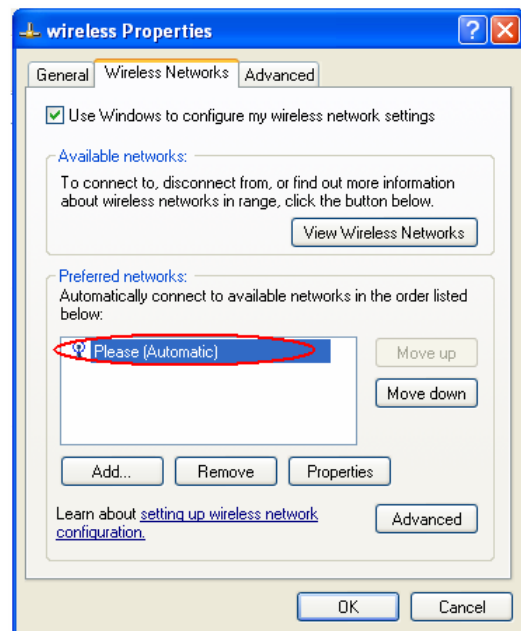 wireless Properties
General Wireless Networks Advanced
Use Windows to configure my wireless network settings
Available networks:
To connect to, disconnect from, or find out more information
about wireless networks in range, click the button below.
View Wireless Networks
Preferred networks:
Automatically connect to available networks in the order listed
below:
Please (Automatic)
Move up
Move down
Add... Remove Properties
Learn about setting up wireless network
configuration.
Advanced
OK Cancel